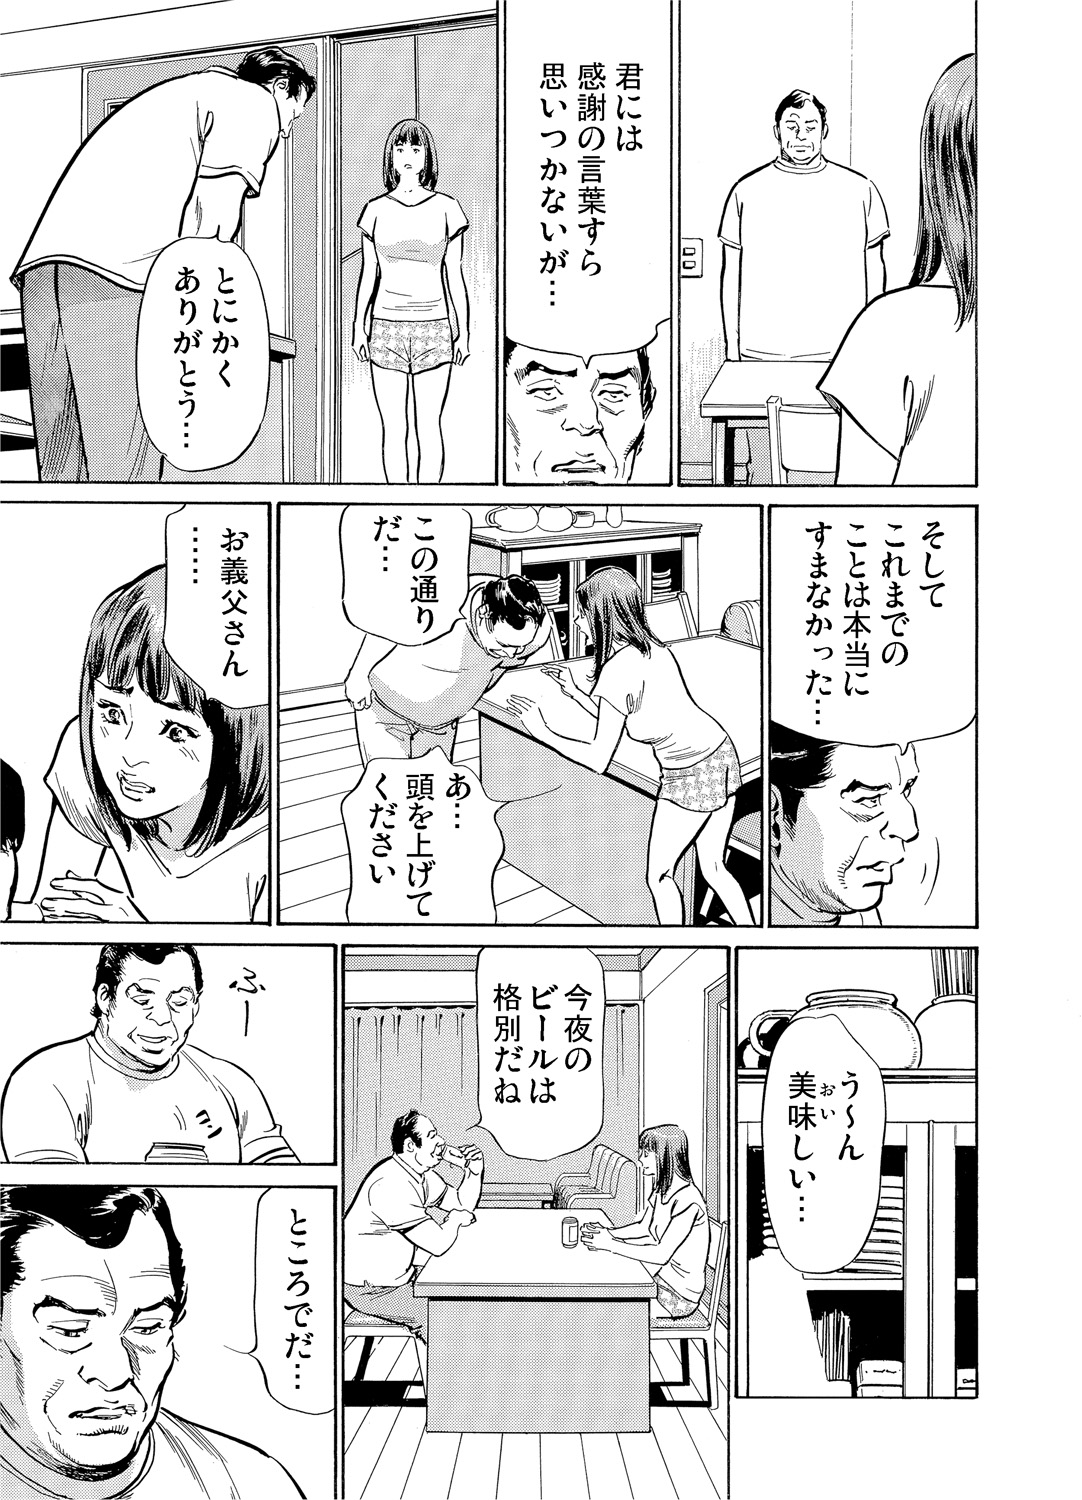 君には
感謝の言葉すら
思いつかないが…
とにかく
ありがとう…
そして
これまでの
ことは本当に
すまなかった…
この通り
だ…
あ…
頭を上げて
ください
お義父さん
……
う～ん
美味しい…
おい
今夜の
ビールは
格別だね
ふー
コン
ところでだ…